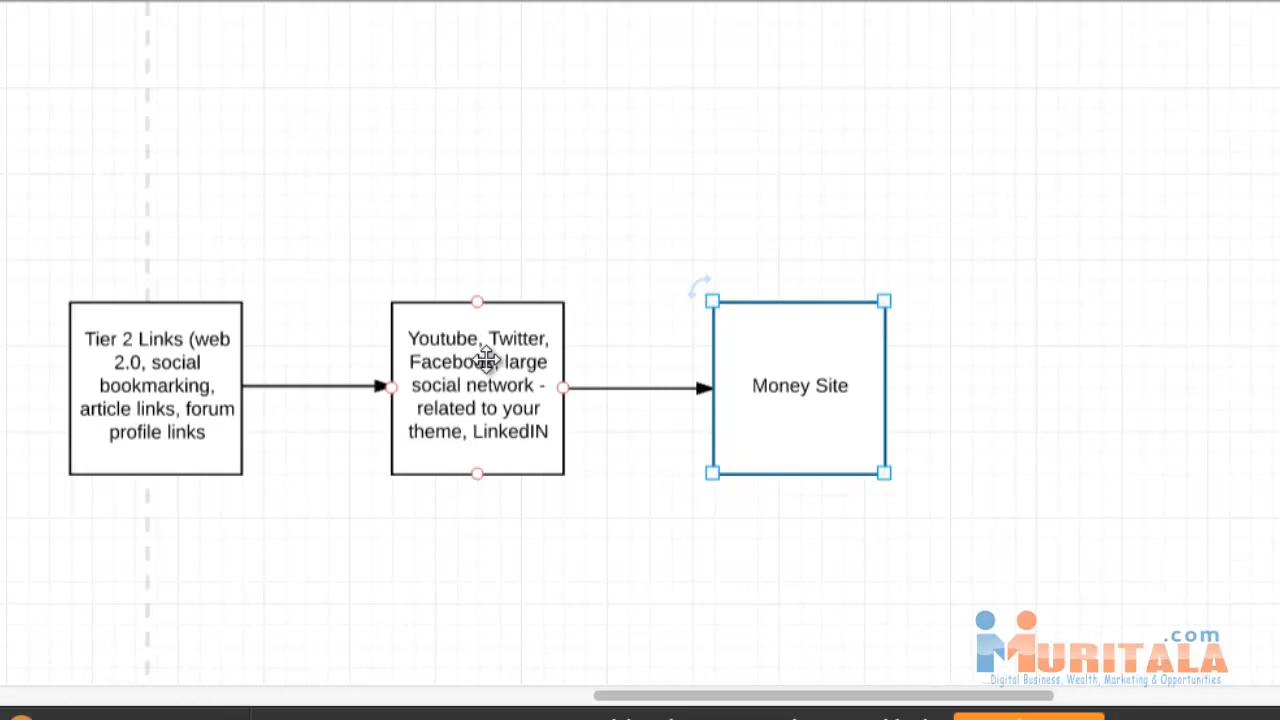 Tier 2 Links (web
2.0, social
bookmarking,
article links, forum
profile links
Youtube, Twitter,
Facebook, large
social network -
related to your
theme, LinkedIN
Money Site
MURITALA
.com
Digital Business, Wealth, Marketing & Opportunities